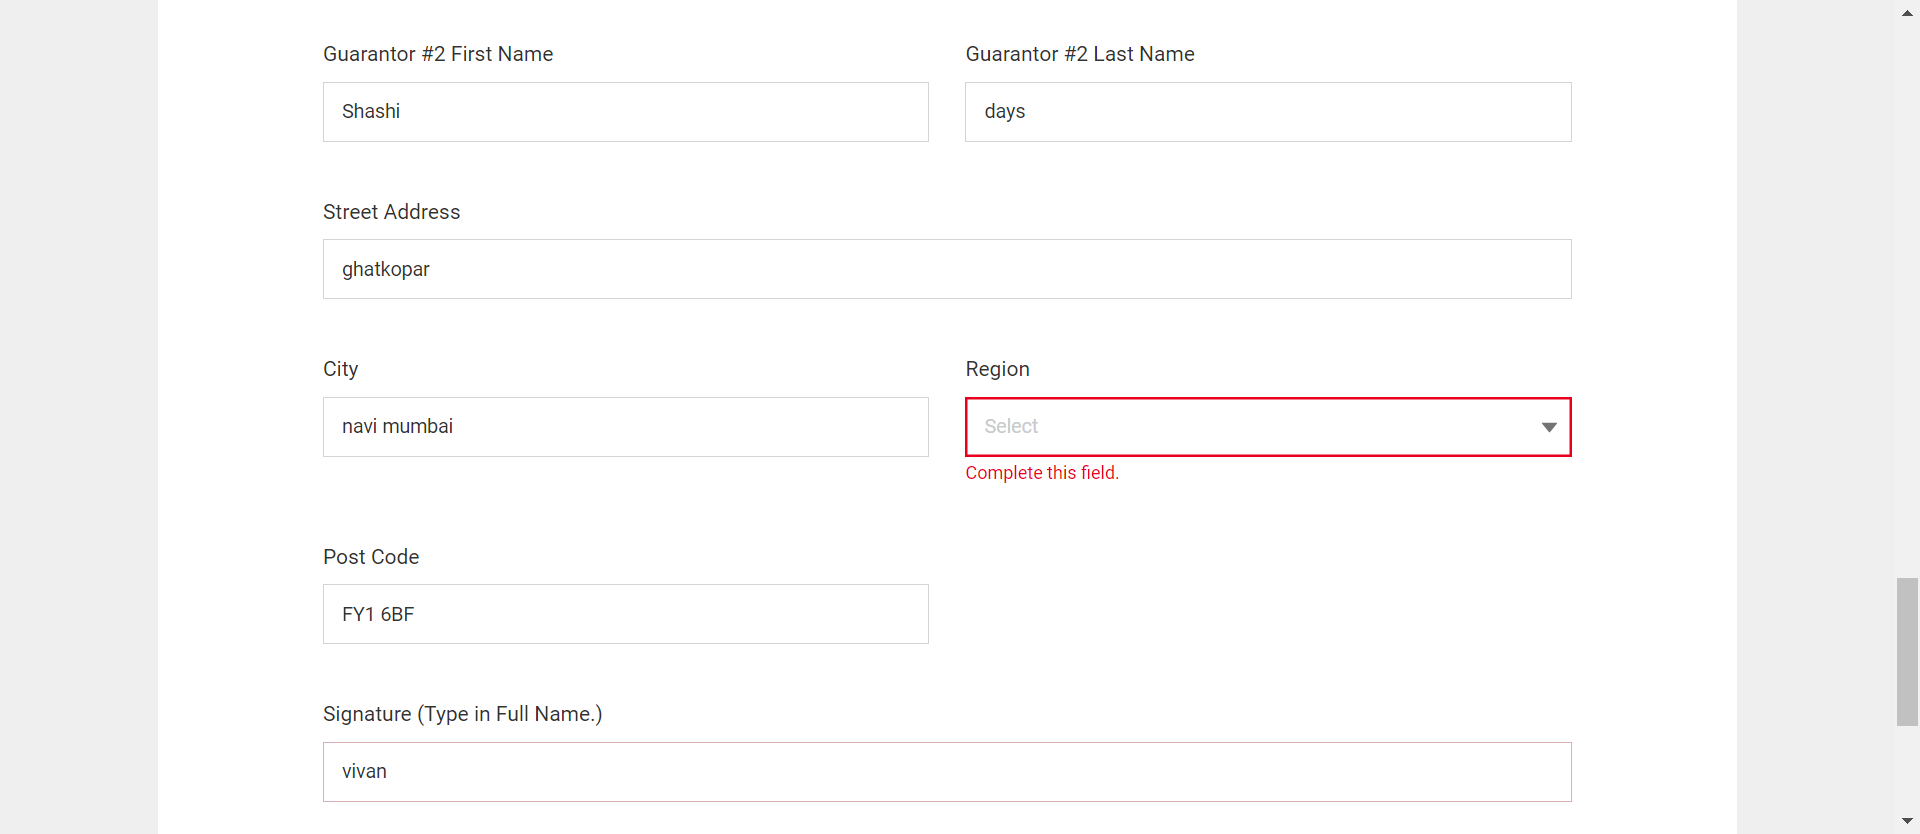 Guarantor #2 First Name
Guarantor #2 Last Name
Shashi
days
Street Address
ghatkopar
City
Region
navi mumbai
Select
Complete this field.
Post Code
FY1 6BF
Signature (Type in Full Name.)
vivan